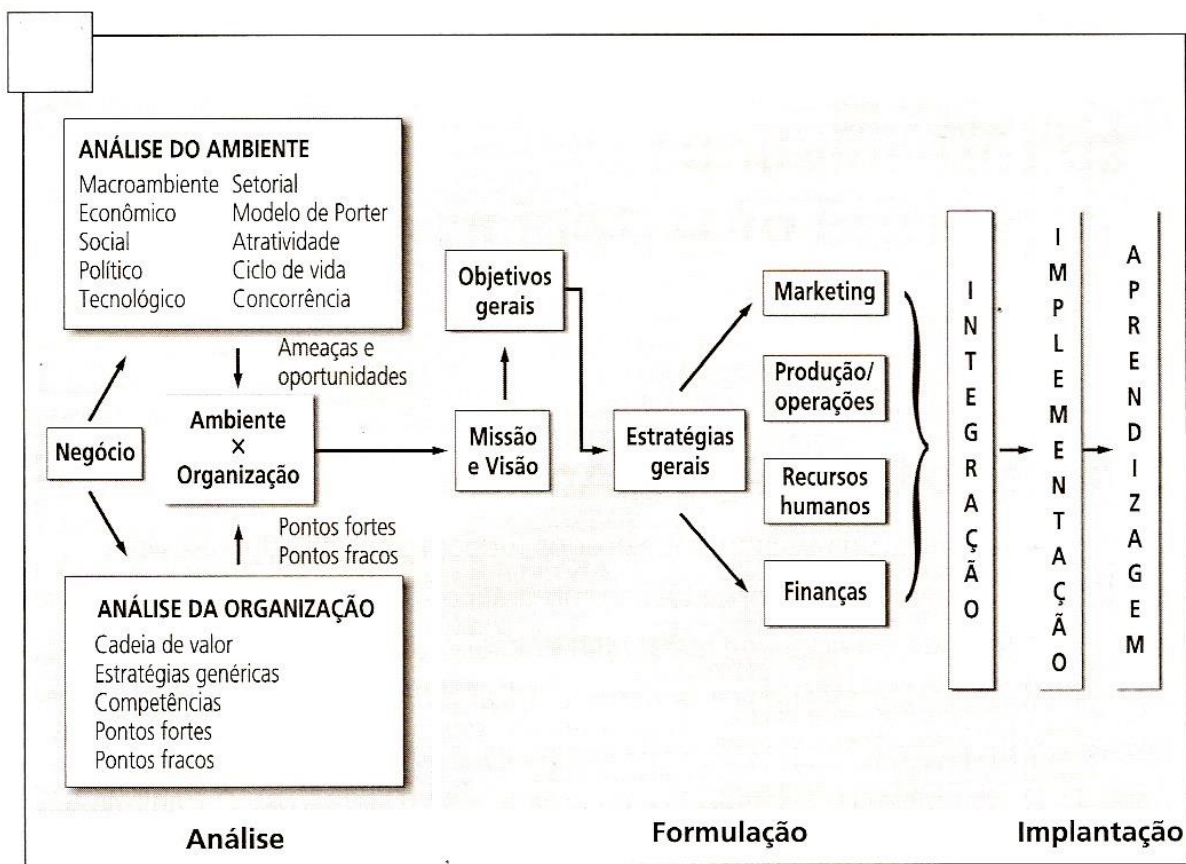 ANÁLISE DO AMBIENTE
Macroambiente Setorial
Econômico Modelo de Porter
Social Atratividade
Político Ciclo de vida
Tecnológico Concorrência
Ameaças e
oportunidades
Negócio
Ambiente
×
Organização
Pontos fortes
Pontos fracos
ANÁLISE DA ORGANIZAÇÃO
Cadeia de valor
Estratégias genéricas
Competências
Pontos fortes
Pontos fracos
Objetivos
gerais
Missão
e Visão
Estratégias
gerais
Marketing
Produção/
operações
Recursos
humanos
Finanças
INTEGRAÇÃO
IMPLEMENTAÇÃO
APRENDIZAGEM
Análise
Formulação
Implantação